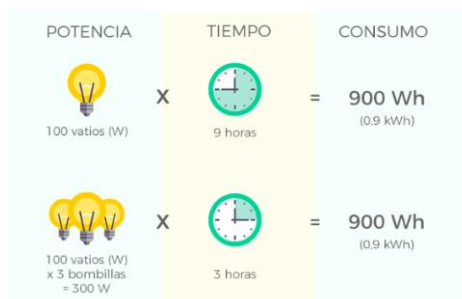 POTENCIA TIEMPO CONSUMO
X = 900 Wh
(0,9 kWh)
100 vatios (W) 9 horas
X = 900 Wh
(0,9 kWh)
100 vatios (W)
x 3 bombillas 3 horas
= 300 W